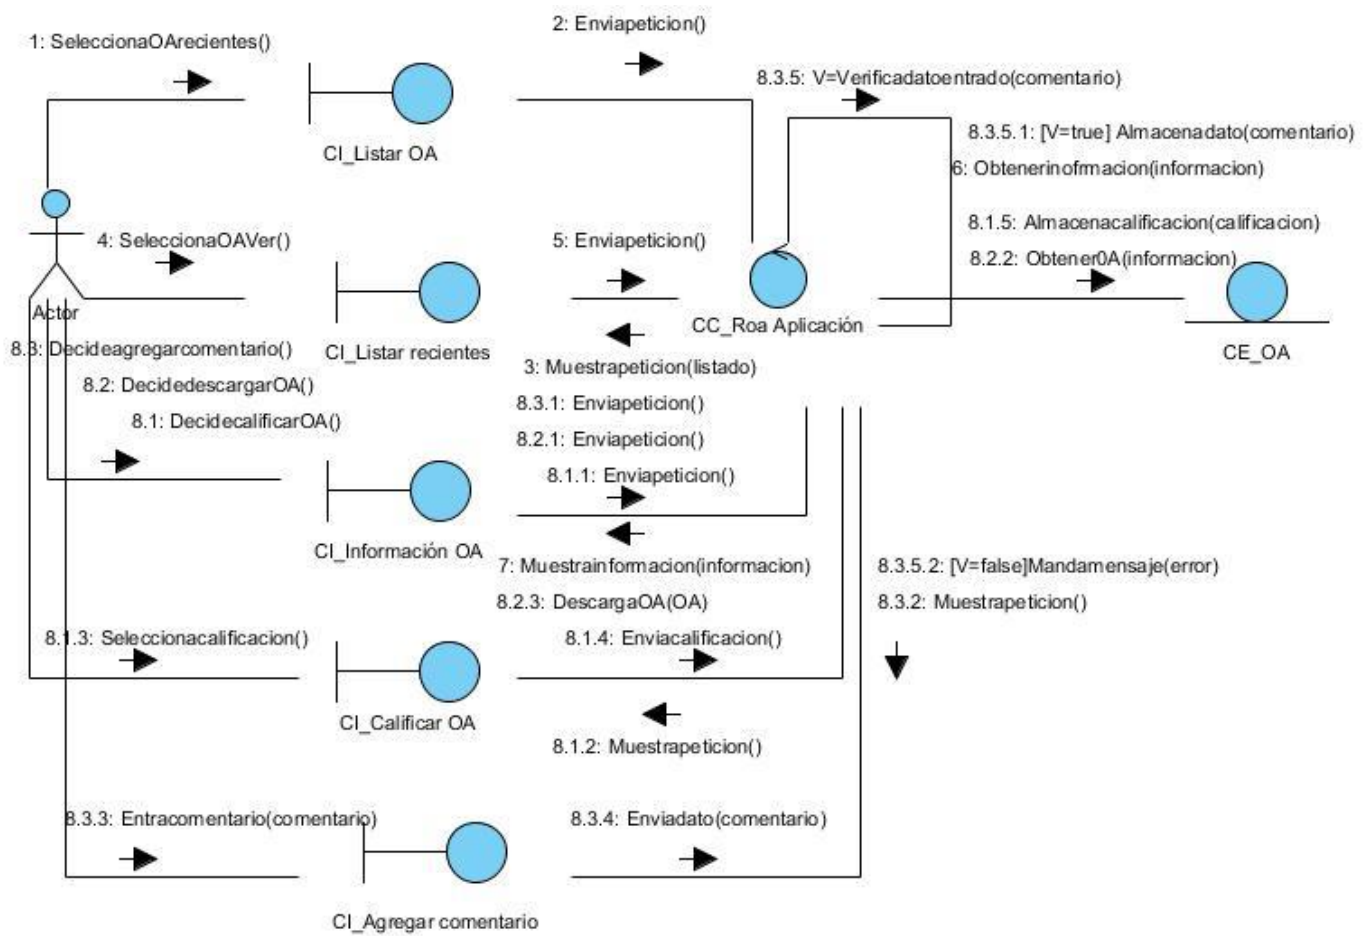 2: Enviapeticion()
1: SeleccionaOArecientes()
8.3.5: V=Verificadatoentrado(comentario)
8.3.5.1: [V=true] Almacenadato(comentario)
CI_Listar OA
6: Obtenerinofrmacion(informacion)
8.1.5: Almacenacalificacion(calificacion)
4: SeleccionaOAVer()
5: Enviapeticion()
8.2.2: Obtener0A(informacion)
Actor
CC_Roa Aplicación
8.3: Decideagregarcomentario()
CI_Listar recientes
CE_OA
3: Muestrapeticion(listado)
8.2: DecidedescargarOA()
8.3.1: Enviapeticion()
8.1: DecidecalificarOA()
8.2.1: Enviapeticion()
8.1.1: Enviapeticion()
CI_Información OA
7: Muestrainformacion(informacion)
8.3.5.2: [V=false]Mandamensaje(error)
8.2.3: DescargaOA(OA)
8.3.2: Muestrapeticion()
8.1.3: Seleccionacalificacion()
8.1.4: Enviacalificacion()
CI_Calificar OA
8.1.2: Muestrapeticion()
8.3.3: Entracomentario(comentario)
8.3.4: Enviadato(comentario)
CI_Agregar comentario